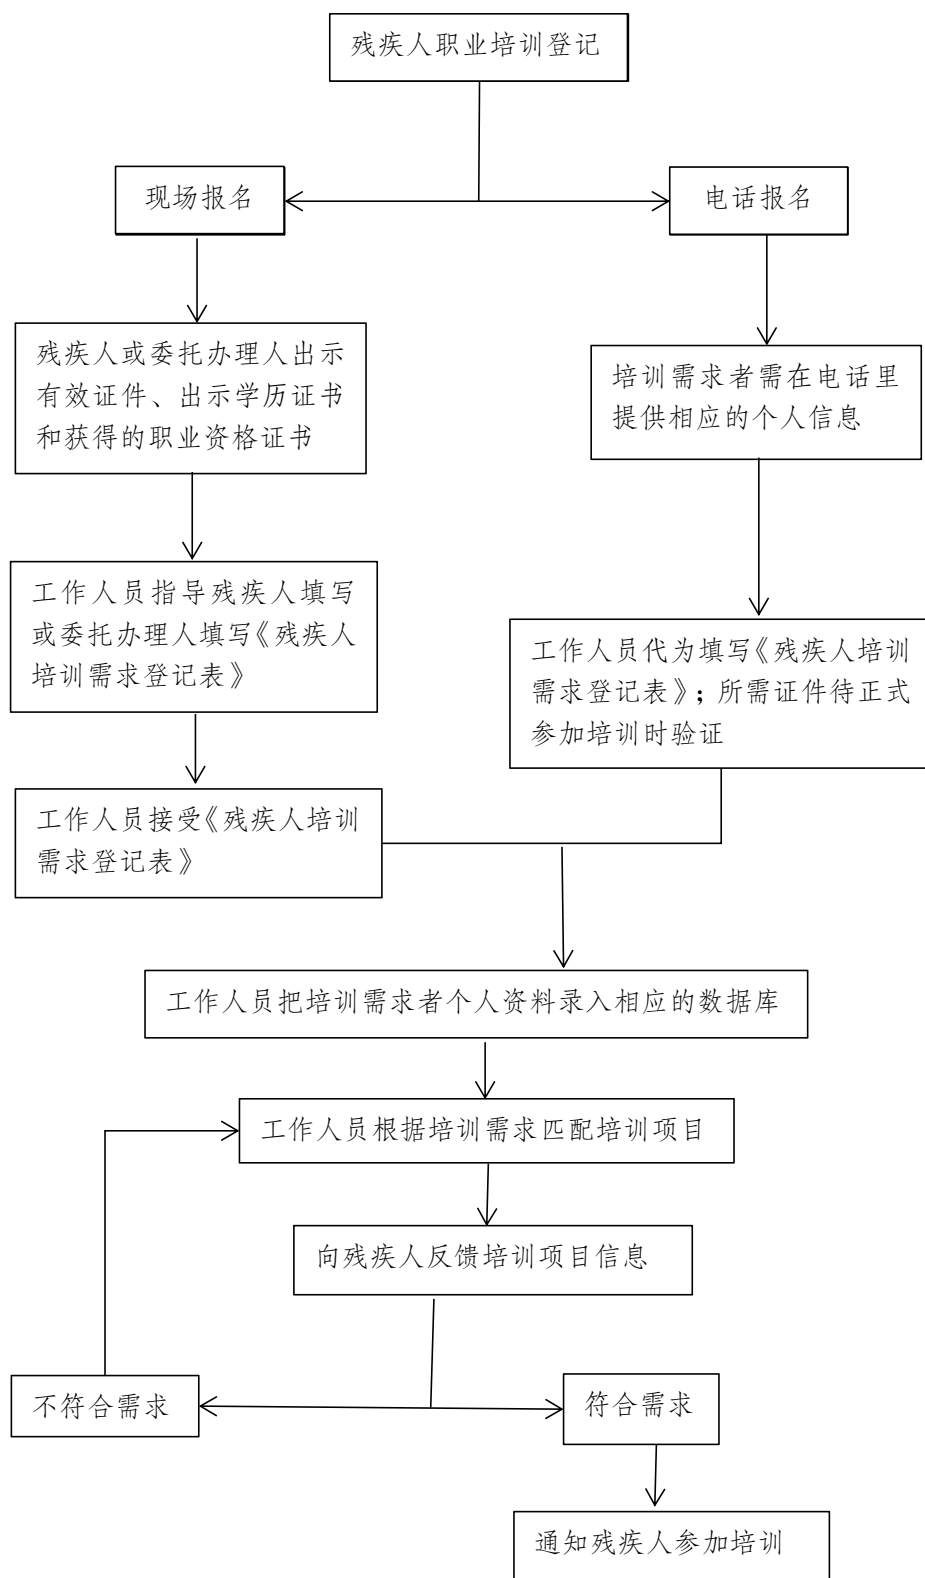 残疾人职业培训登记
现场报名
电话报名
残疾人或委托办理人出示
有效证件、出示学历证书
和获得的职业资格证书
培训需求者需在电话里
提供相应的个人信息
工作人员指导残疾人填写
或委托办理人填写《残疾人
培训需求登记表》
工作人员代为填写《残疾人培训
需求登记表》；所需证件待正式
参加培训时验证
工作人员接受《残疾人培训
需求登记表》
工作人员把培训需求者个人资料录入相应的数据库
工作人员根据培训需求匹配培训项目
向残疾人反馈培训项目信息
不符合需求
符合需求
通知残疾人参加培训